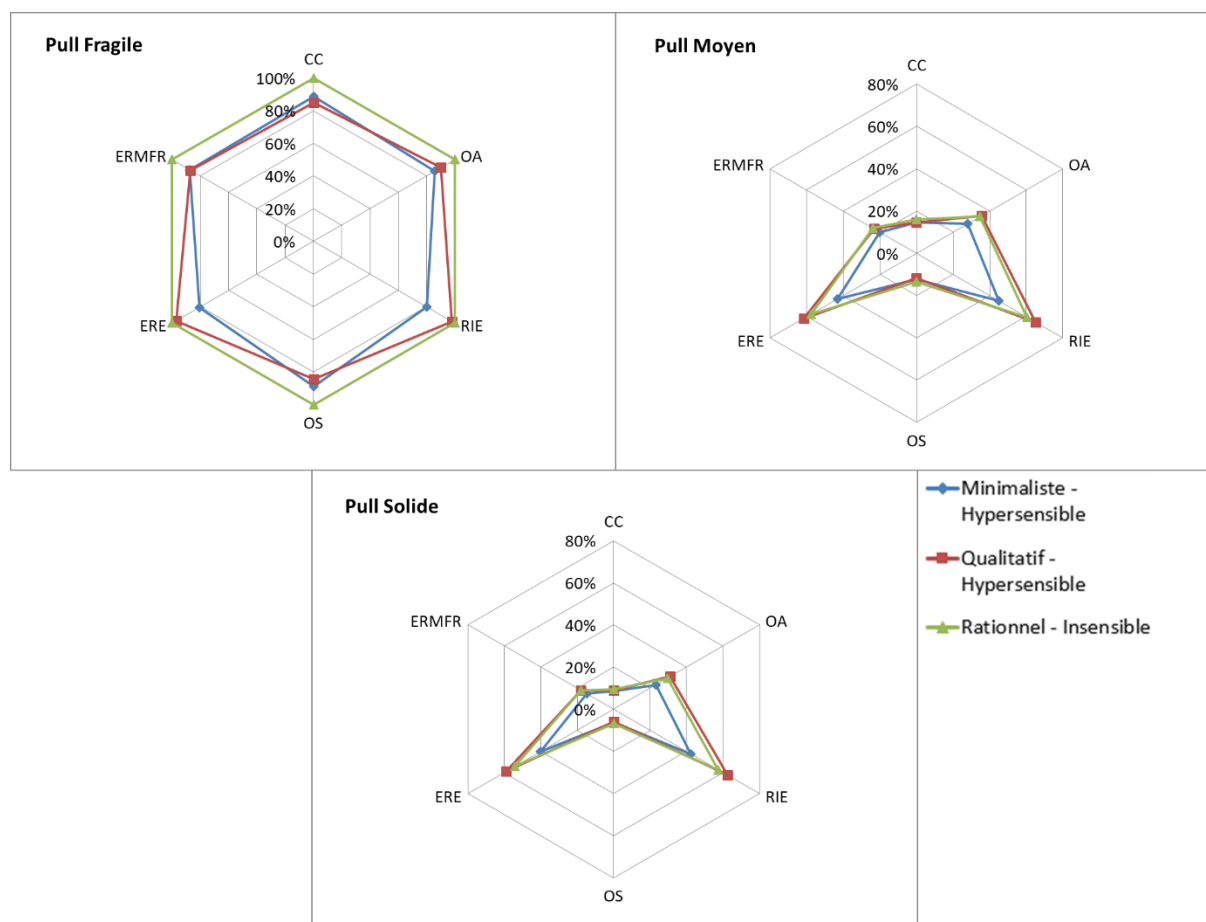 Pull Fragile
CC
100%
80%
60%
40%
20%
0%
OA
RIE
OS
ERE
ERMFR
Pull Moyen
CC
80%
60%
40%
20%
0%
OA
RIE
OS
ERE
ERMFR
Pull Solide
CC
80%
60%
40%
20%
0%
OA
RIE
OS
ERE
ERMFR
Minimaliste -
Hypersensible
Qualitatif -
Hypersensible
Rationnel - Insensible